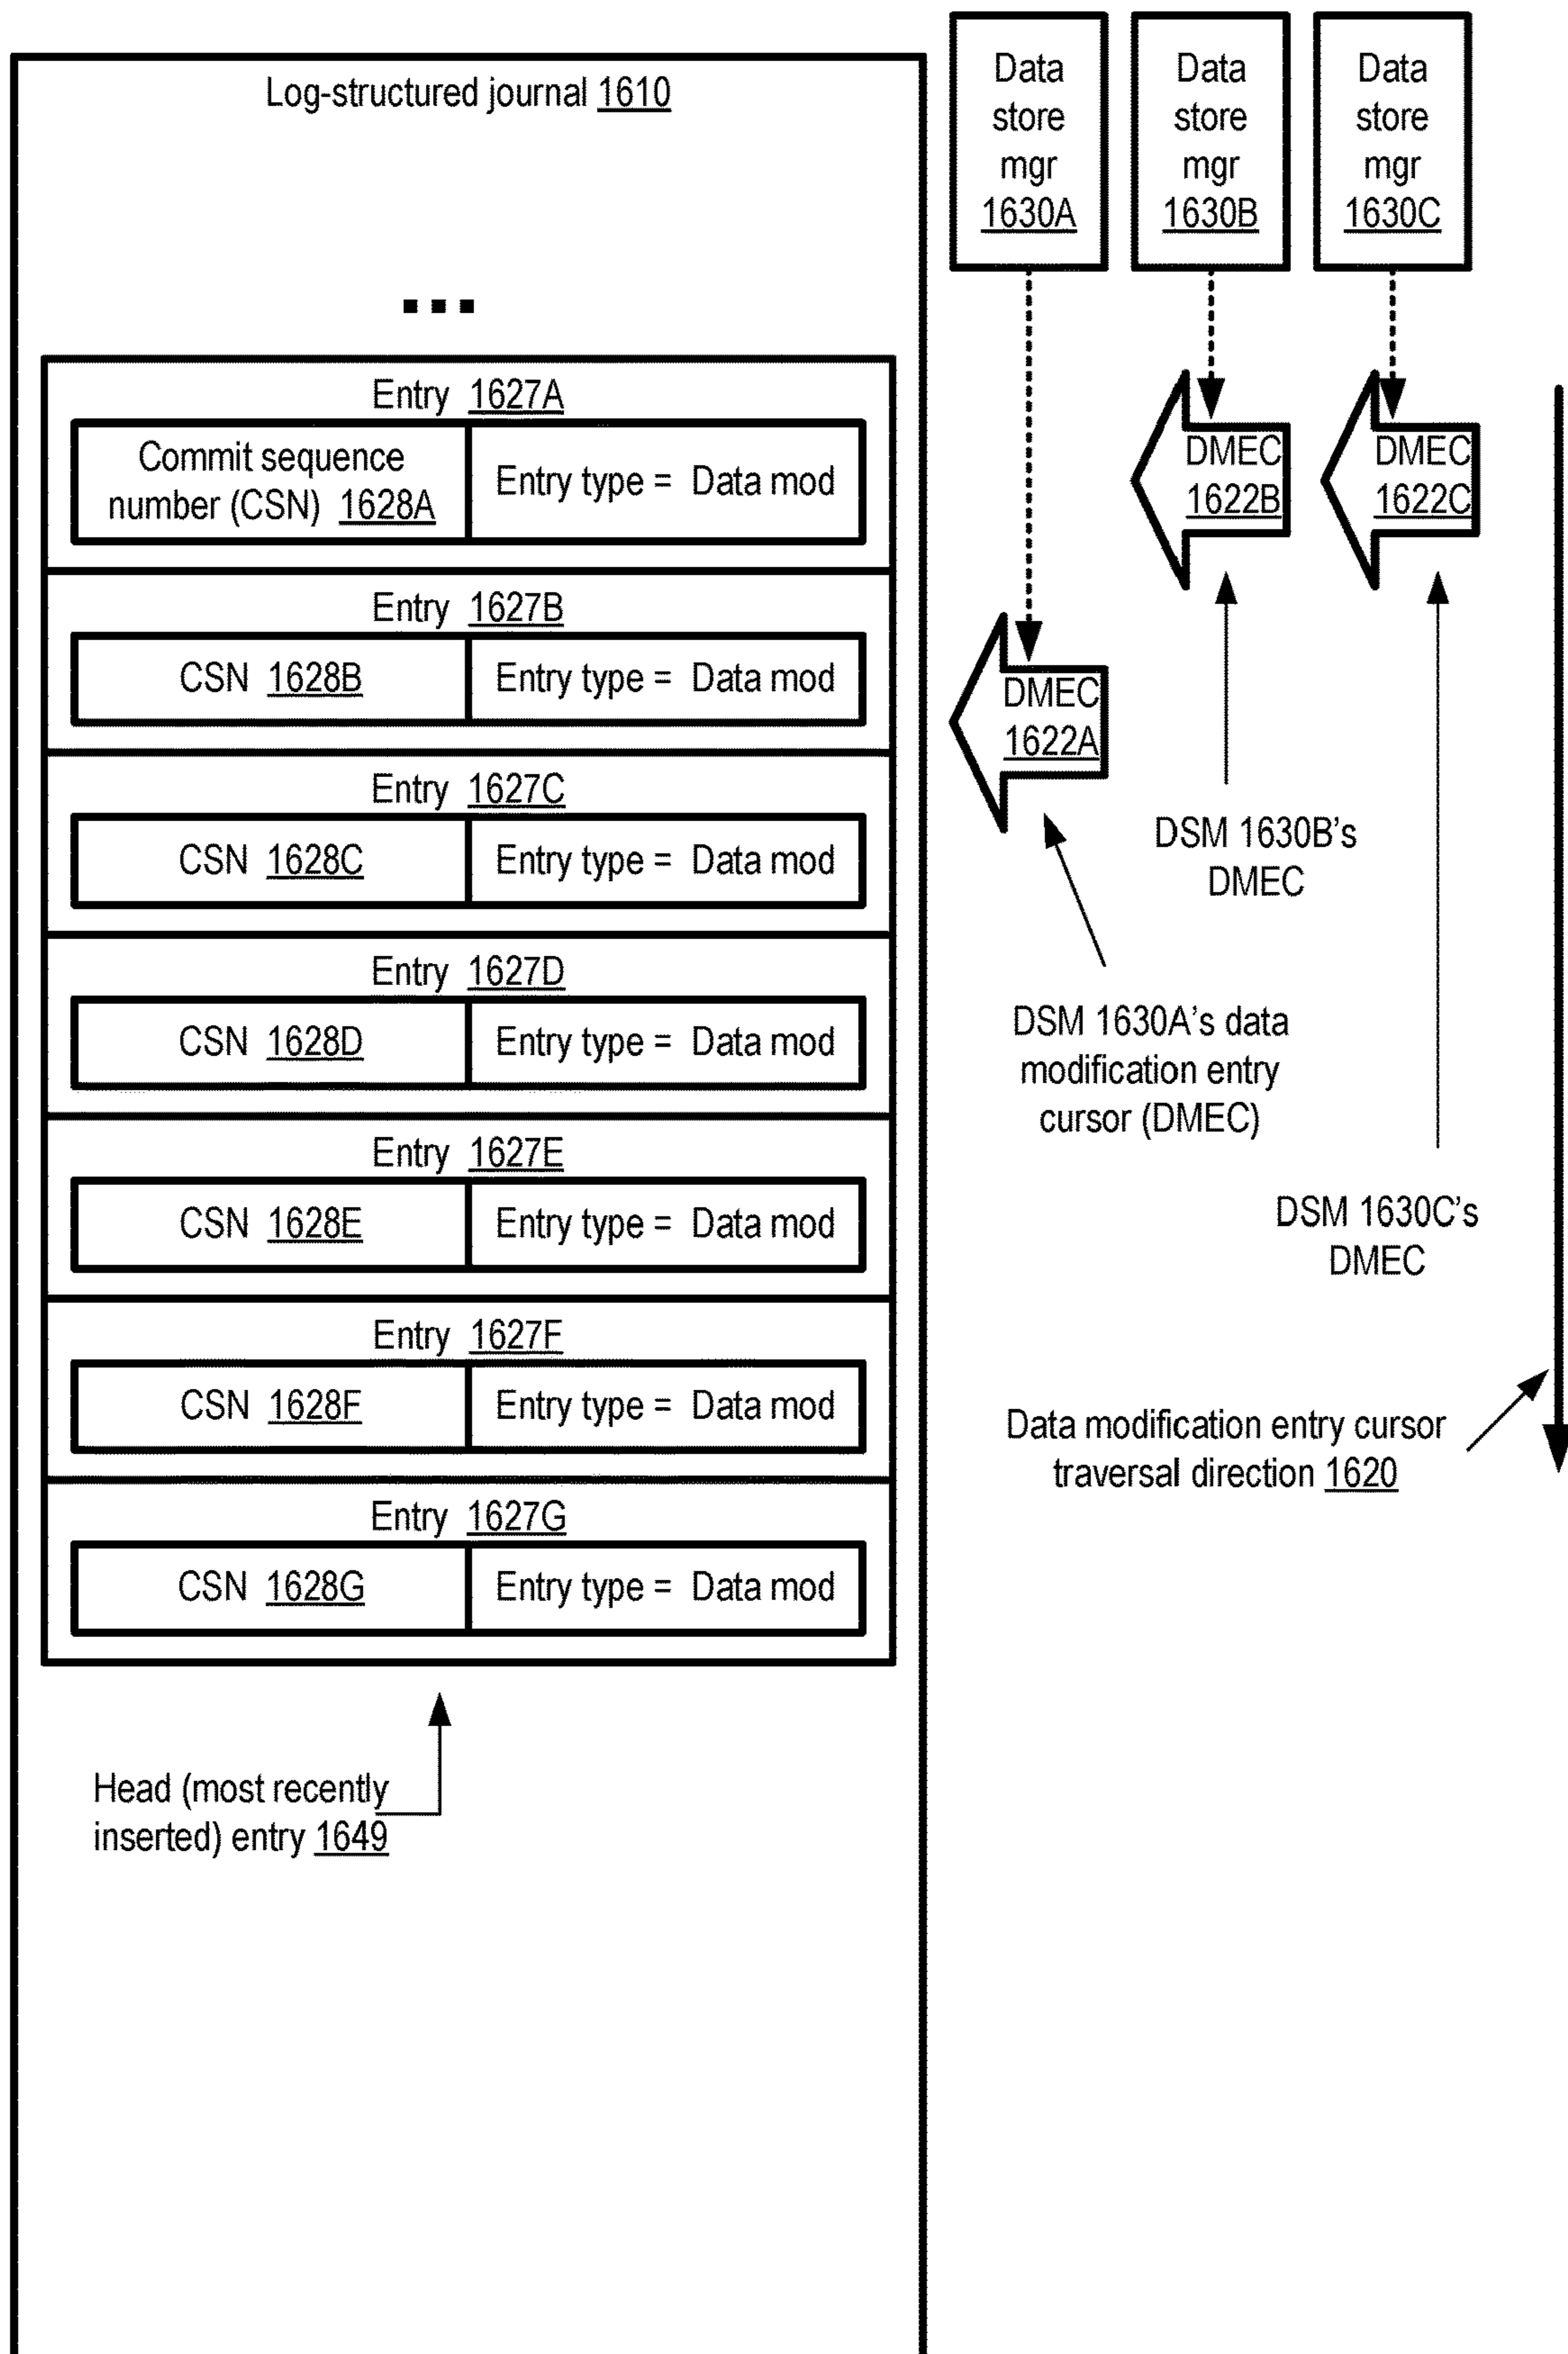 Log-structured journal 1610
Data
store
mgr
1630A
Data
store
mgr
1630B
Data
store
mgr
1630C
...
Entry 1627A
Commit sequence
number (CSN) 1628A
Entry type = Data mod
Entry 1627B
CSN 1628B
Entry type = Data mod
Entry 1627C
CSN 1628C
Entry type = Data mod
Entry 1627D
CSN 1628D
Entry type = Data mod
Entry 1627E
CSN 1628E
Entry type = Data mod
Entry 1627F
CSN 1628F
Entry type = Data mod
Entry 1627G
CSN 1628G
Entry type = Data mod
Head (most recently
inserted) entry 1649
DMEC
1622A
DMEC
1622B
DMEC
1622C
DSM 1630B's
DMEC
DSM 1630A's data
modification entry
cursor (DMEC)
DSM 1630C's
DMEC
Data modification entry cursor
traversal direction 1620